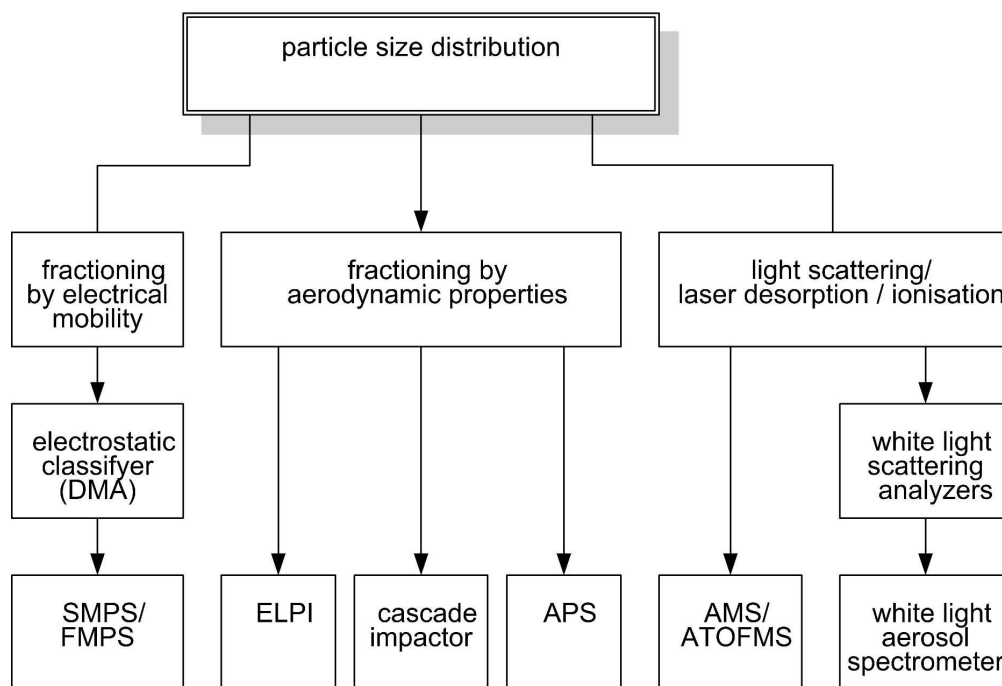 particle size distribution
fractioning
by electrical
mobility
fractioning by
aerodynamic properties
light scattering/
laser desorption / ionisation
electrostatic
classifyer
(DMA)
white light
scattering
analyzers
SMPS/
FMPS
ELPI
cascade
impactor
APS
AMS/
ATOFMS
white light
aerosol
spectrometer